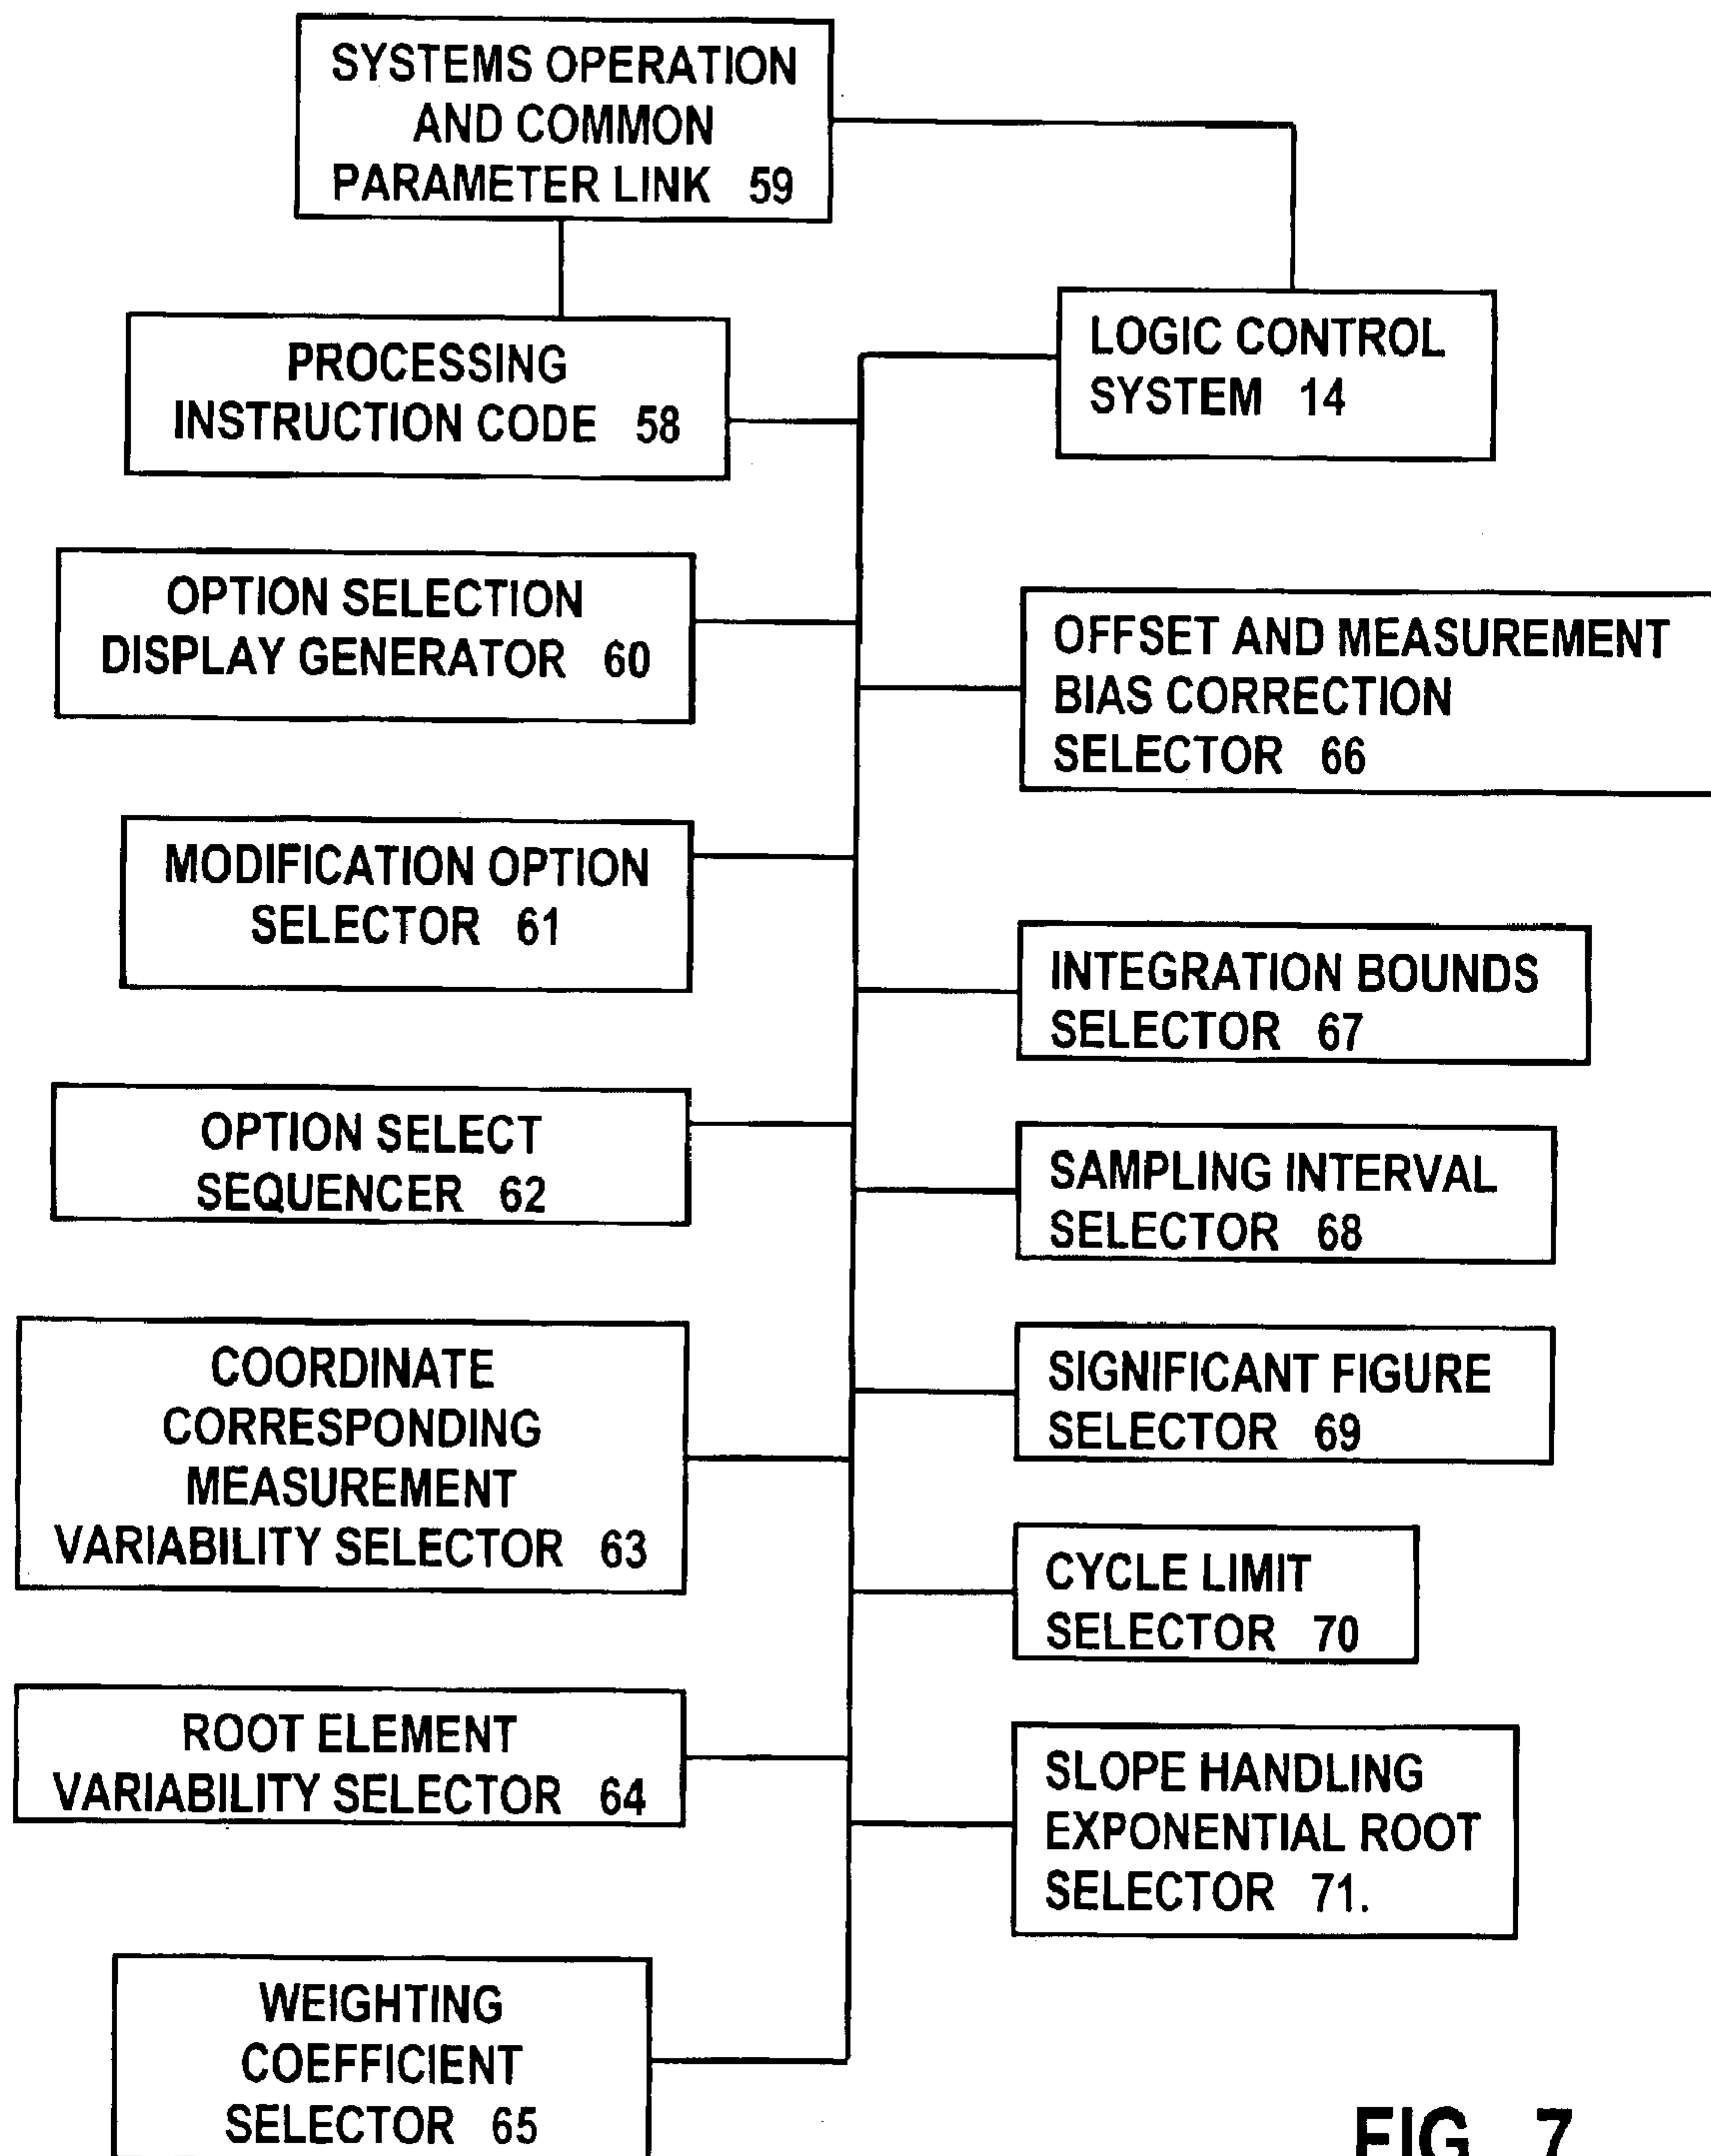 SYSTEMS OPERATION
AND COMMON
PARAMETER LINK 59
PROCESSING
INSTRUCTION CODE 58
LOGIC CONTROL
SYSTEM 14
OPTION SELECTION
DISPLAY GENERATOR 60
OFFSET AND MEASUREMENT
BIAS CORRECTION
SELECTOR 66
MODIFICATION OPTION
SELECTOR 61
INTEGRATION BOUNDS
SELECTOR 67
OPTION SELECT
SEQUENCER 62
SAMPLING INTERVAL
SELECTOR 68
COORDINATE
CORRESPONDING
MEASUREMENT
VARIABILITY SELECTOR 63
SIGNIFICANT FIGURE
SELECTOR 69
CYCLE LIMIT
SELECTOR 70
ROOT ELEMENT
VARIABILITY SELECTOR 64
SLOPE HANDLING
EXPONENTIAL ROOT
SELECTOR 71.
WEIGHTING
COEFFICIENT
SELECTOR 65
FIG 7